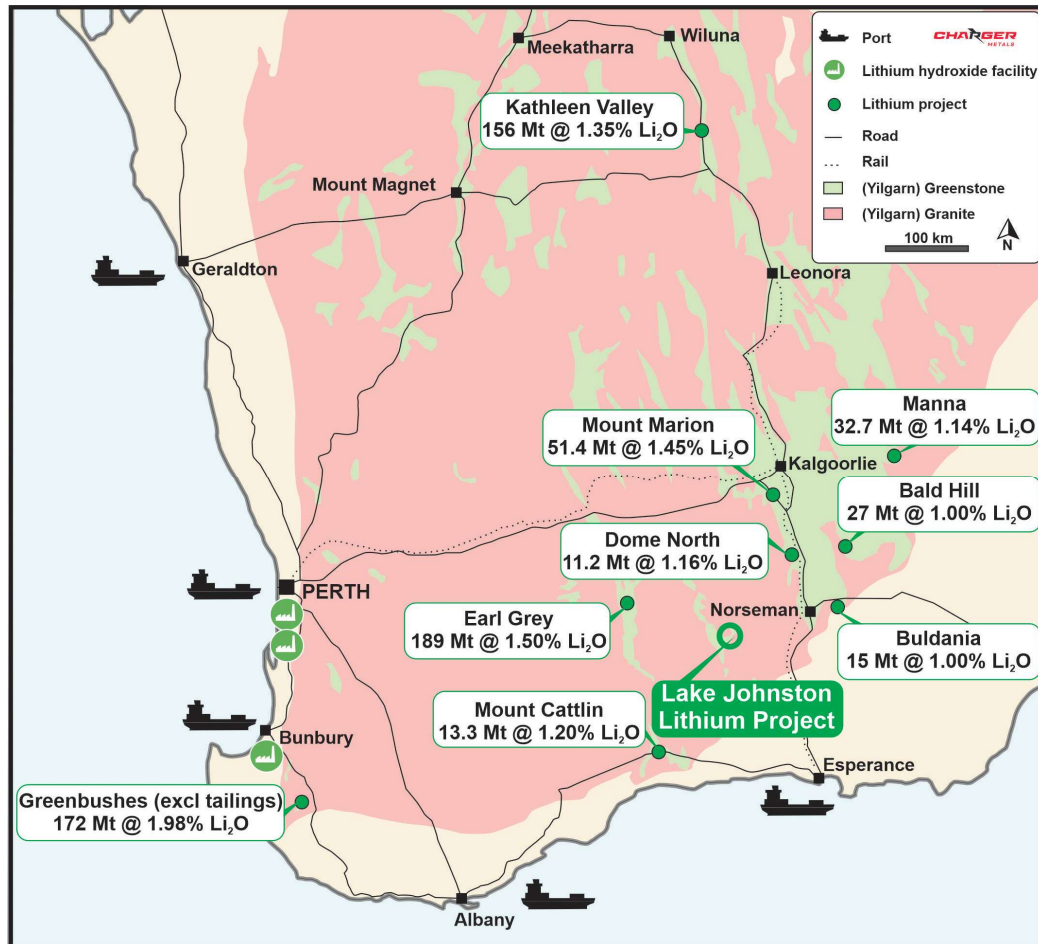 Meekatharra
Wiluna
Kathleen Valley
156 Mt @ 1.35% Li₂O
Mount Magnet
Geraldton
Leonora
Port
CHARGER
METALS
Lithium hydroxide facility
Lithium project
Road
Rail
(Yilgarn) Greenstone
(Yilgarn) Granite
100 km
N
Mount Marion
51.4 Mt @ 1.45% Li₂O
Manna
32.7 Mt @ 1.14% Li₂O
Kalgoorlie
Bald Hill
27 Mt @ 1.00% Li₂O
Dome North
11.2 Mt @ 1.16% Li₂O
PERTH
Earl Grey
189 Mt @ 1.50% Li₂O
Norseman
Buldania
15 Mt @ 1.00% Li₂O
Lake Johnston
Lithium Project
Mount Cattlin
13.3 Mt @ 1.20% Li₂O
Bunbury
Esperance
Greenbushes (excl tailings)
172 Mt @ 1.98% Li₂O
Albany